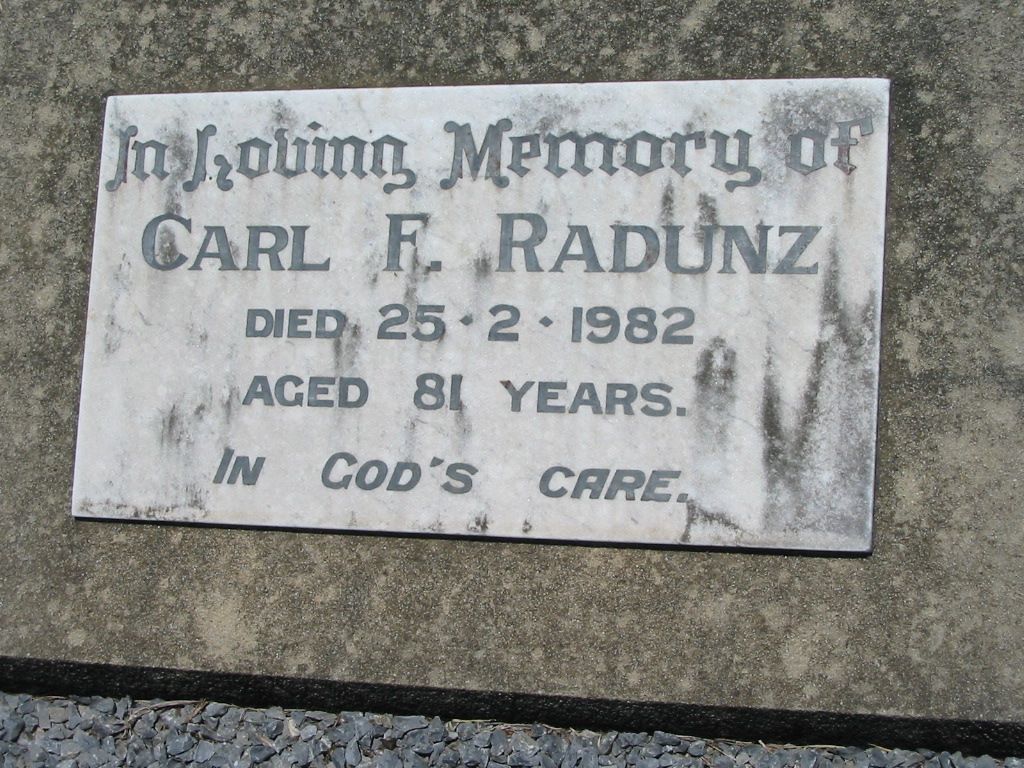 In Loving Memory of
CARL F. RADUNZ
DIED 25·2·1982
AGED 81 YEARS.
IN GOD'S CARE.